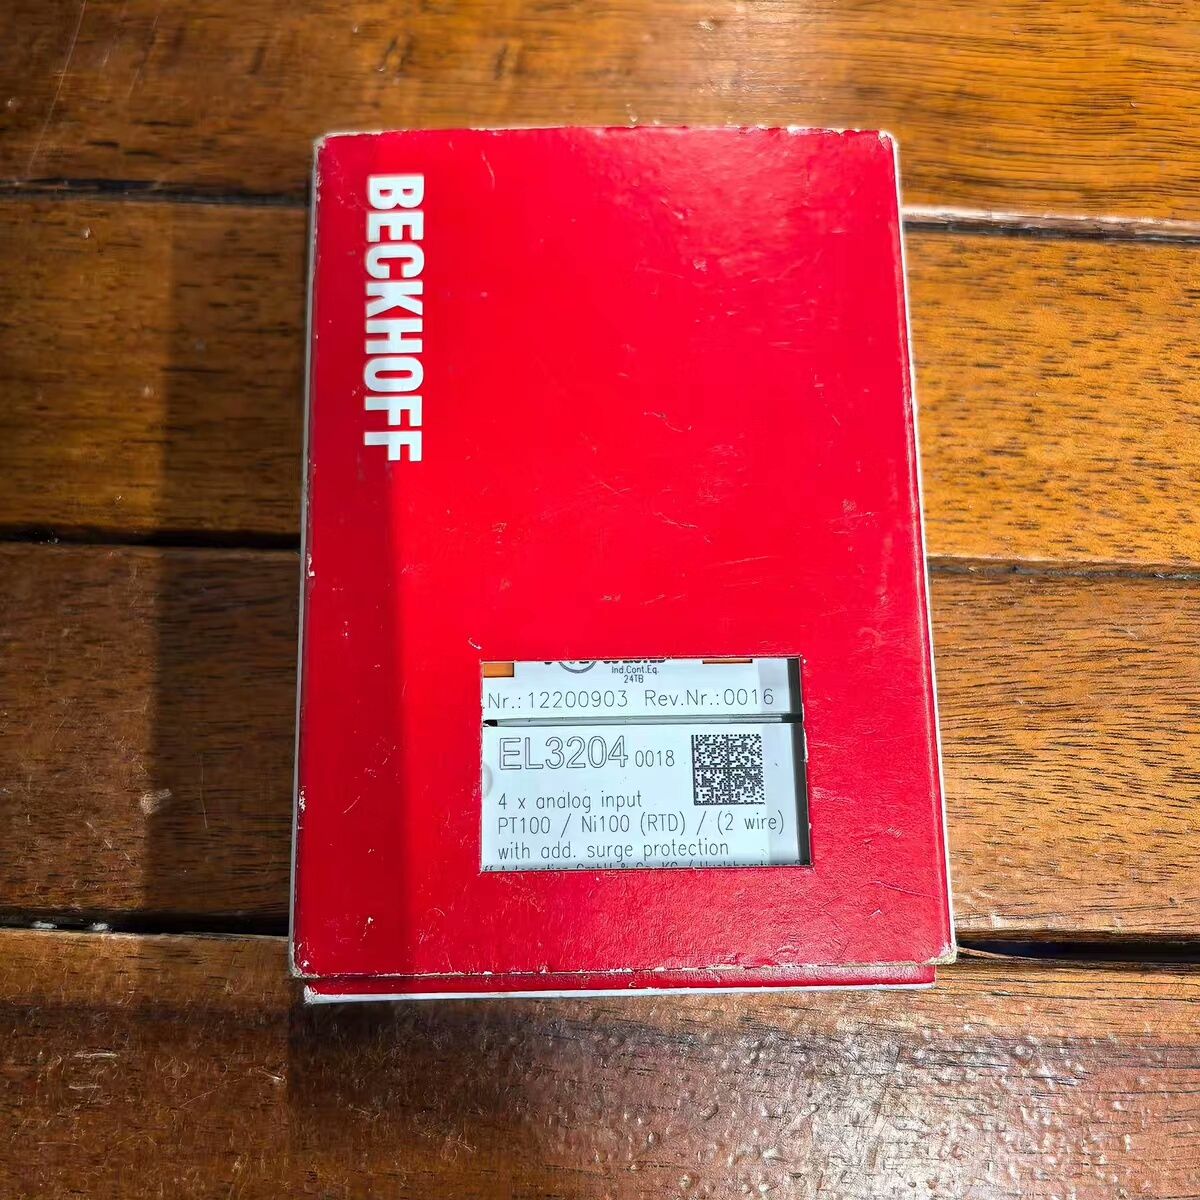 BECKHOFF
Ind.Cont.Eq.
24TB
Nr.: 12200903 Rev.Nr.:0016
EL3204 0018
4 x analog input
PT100 / Ni100 (RTD) / (2 wire)
with add. surge protection